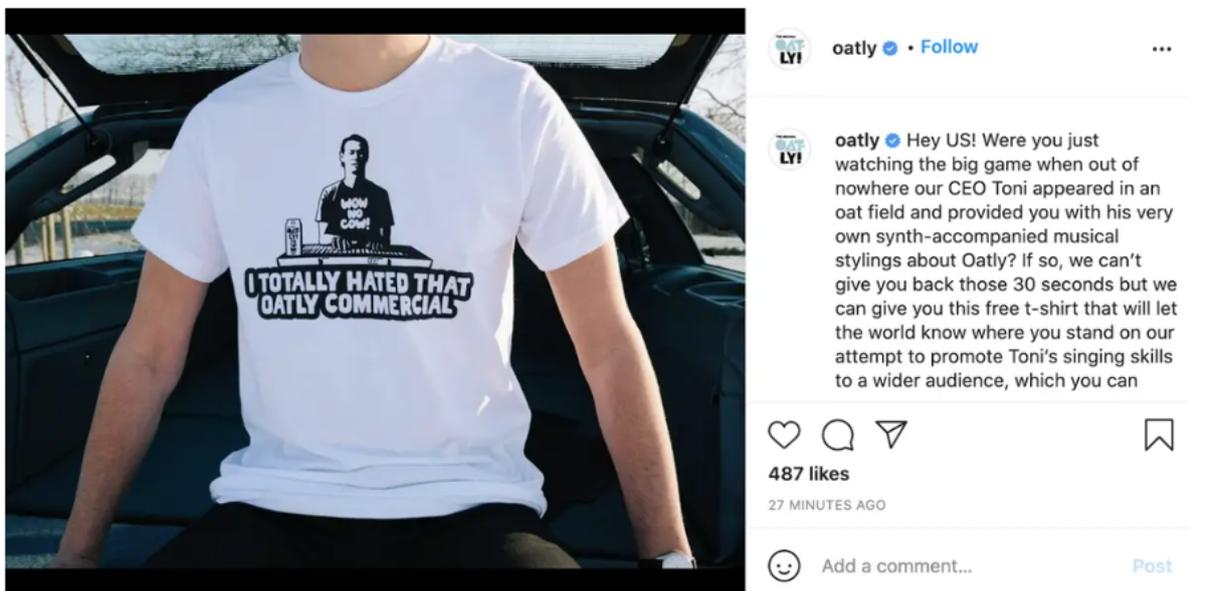 WOW
NO
COW!
I TOTALLY HATED THAT
OATLY COMMERCIAL
OAT-
LY!
oatly • Follow
OAT-
LY!
oatly Hey US! Were you just
watching the big game when out of
nowhere our CEO Toni appeared in an
oat field and provided you with his very
own synth-accompanied musical
stylings about Oatly? If so, we can't
give you back those 30 seconds but we
can give you this free t-shirt that will let
the world know where you stand on our
attempt to promote Toni's singing skills
to a wider audience, which you can
487 likes
27 MINUTES AGO
Add a comment...
Post